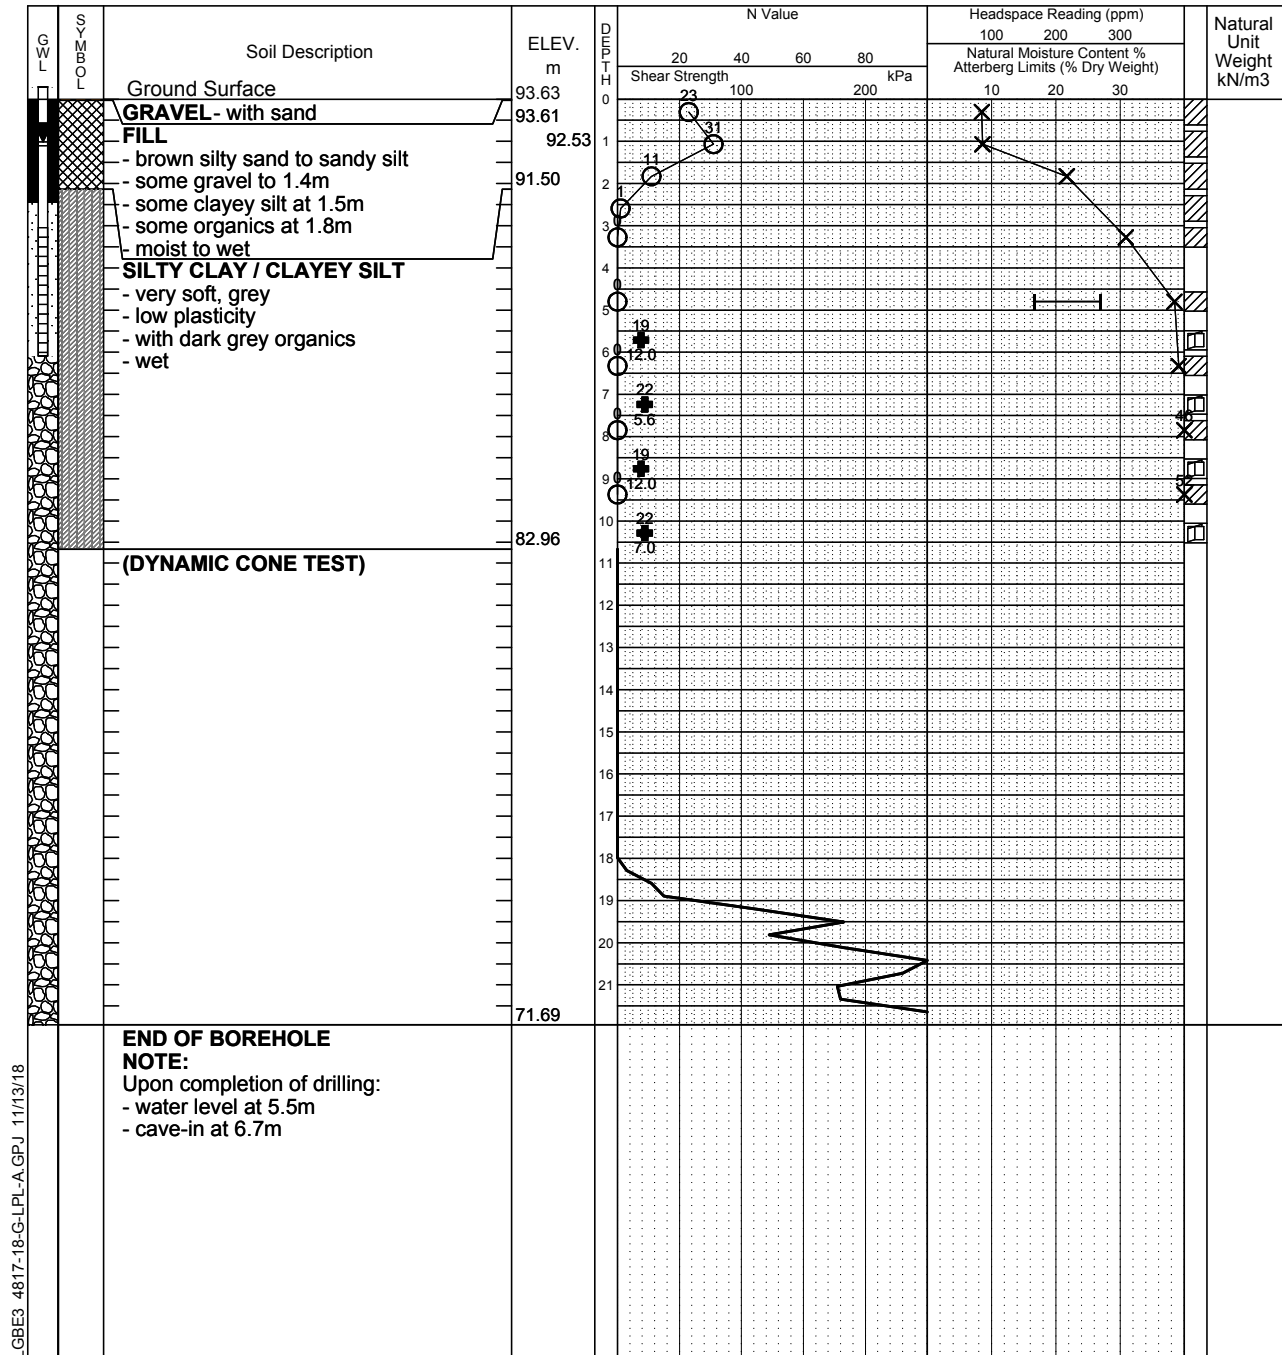 GWL
SYMBOL
Soil Description
ELEV.
m
DEPTH
N Value
20 40 60 80
Shear Strength kPa
100 200
Headspace Reading (ppm)
100 200 300
Natural Moisture Content %
Atterberg Limits (% Dry Weight)
10 20 30
Natural
Unit
Weight
kN/m3
Ground Surface
93.63
GRAVEL - with sand
93.61
FILL
92.53
- brown silty sand to sandy silt
- some gravel to 1.4m
91.50
- some clayey silt at 1.5m
- some organics at 1.8m
- moist to wet
SILTY CLAY / CLAYEY SILT
- very soft, grey
- low plasticity
- with dark grey organics
- wet
82.96
(DYNAMIC CONE TEST)
71.69
END OF BOREHOLE
NOTE:
Upon completion of drilling:
- water level at 5.5m
- cave-in at 6.7m
0
1
2
3
4
5
6
7
8
9
10
11
12
13
14
15
16
17
18
19
20
21
23
31
11
1
0
0
19
12.0
0
22
5.6
0
46
19
12.0
0
52
22
7.0
LGBE3 4817-18-G-LPL-A.GPJ 11/13/18